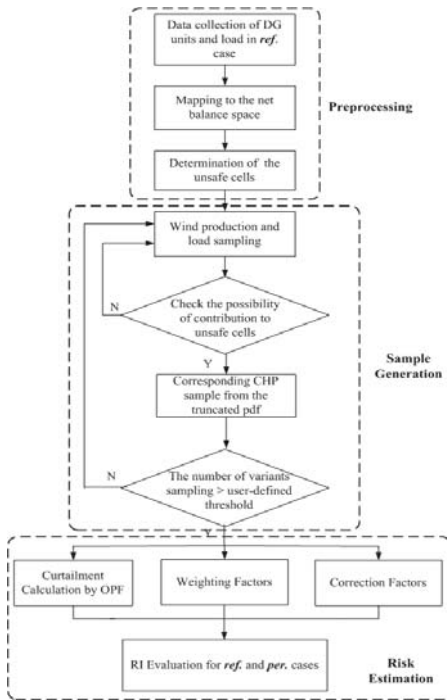 Data collection of DG
units and load in ref.
case
Mapping to the net
balance space
Preprocessing
Determination of the
unsafe cells
Wind production and
load sampling
N
Check the possibility
of contribution to
unsafe cells
Y
Sample
Generation
Corresponding CHP
sample from the
truncated pdf
N
The number of variants
sampling > user-defined
threshold
Y
Curtailment
Calculation by OPF
Weighting Factors
Correction Factors
RI Evaluation for ref. and per. cases
Risk
Estimation